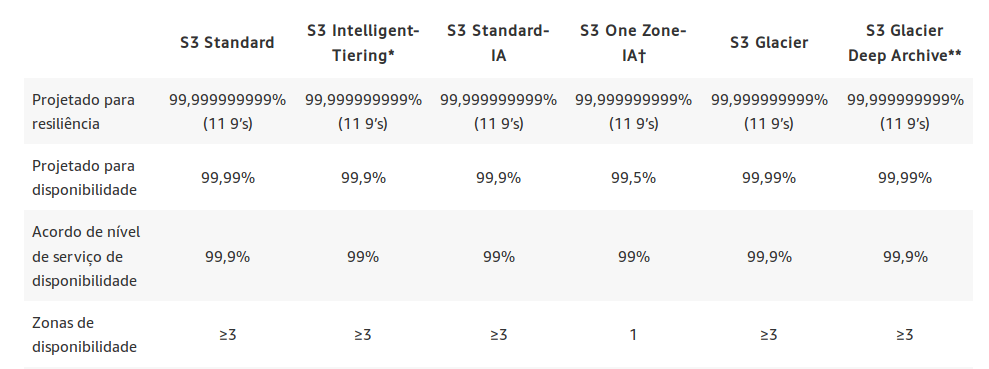 S3 Standard
S3 Intelligent-
Tiering*
S3 Standard-
IA
S3 One Zone-
IA†
S3 Glacier
S3 Glacier
Deep Archive**
Projetado para
resiliência
99,999999999%
(11 9’s)
99,999999999%
(11 9’s)
99,999999999%
(11 9’s)
99,999999999%
(11 9’s)
99,999999999%
(11 9’s)
99,999999999%
(11 9’s)
Projetado para
disponibilidade
99,99%
99,9%
99,9%
99,5%
99,99%
99,99%
Acordo de nível
de serviço de
disponibilidade
99,9%
99%
99%
99%
99,9%
99,9%
Zonas de
disponibilidade
≥3
≥3
≥3
1
≥3
≥3